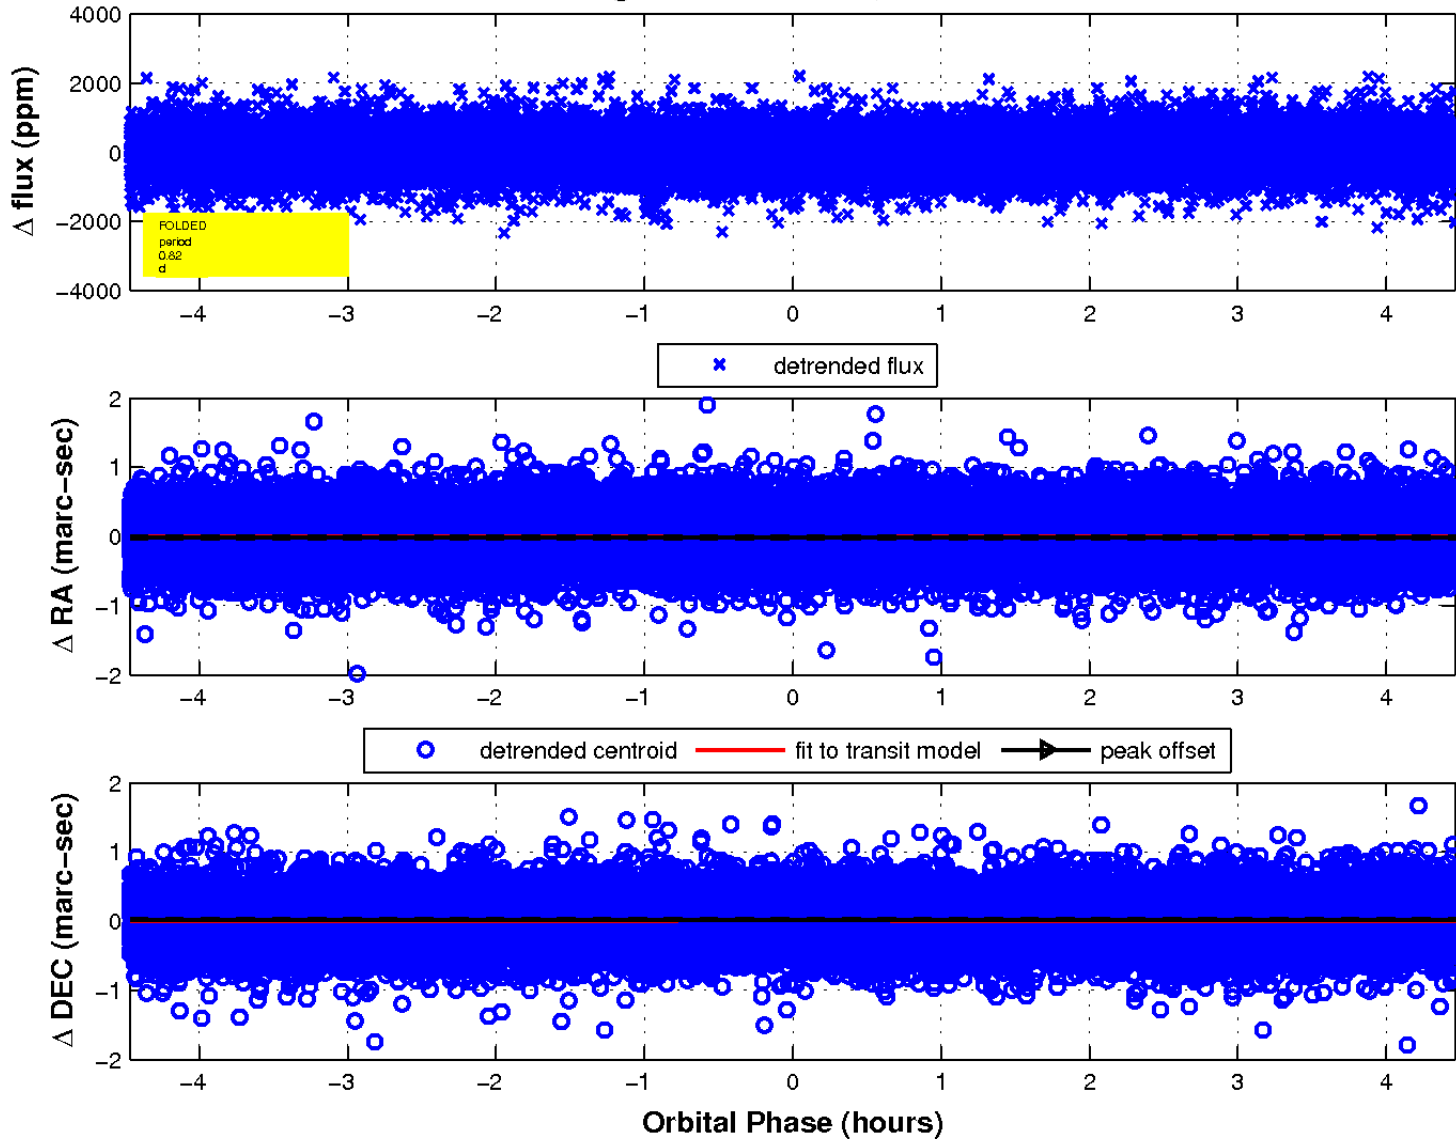 4000
2000
0
−2000
−4000
Δ flux (ppm)
FOLDED
period
0.82
d
−4 −3 −2 −1 0 1 2 3 4
detrended flux
2
1
0
−1
−2
Δ RA (marc−sec)
−4 −3 −2 −1 0 1 2 3 4
detrended centroid fit to transit model peak offset
2
1
0
−1
−2
Δ DEC (marc−sec)
−4 −3 −2 −1 0 1 2 3 4
Orbital Phase (hours)